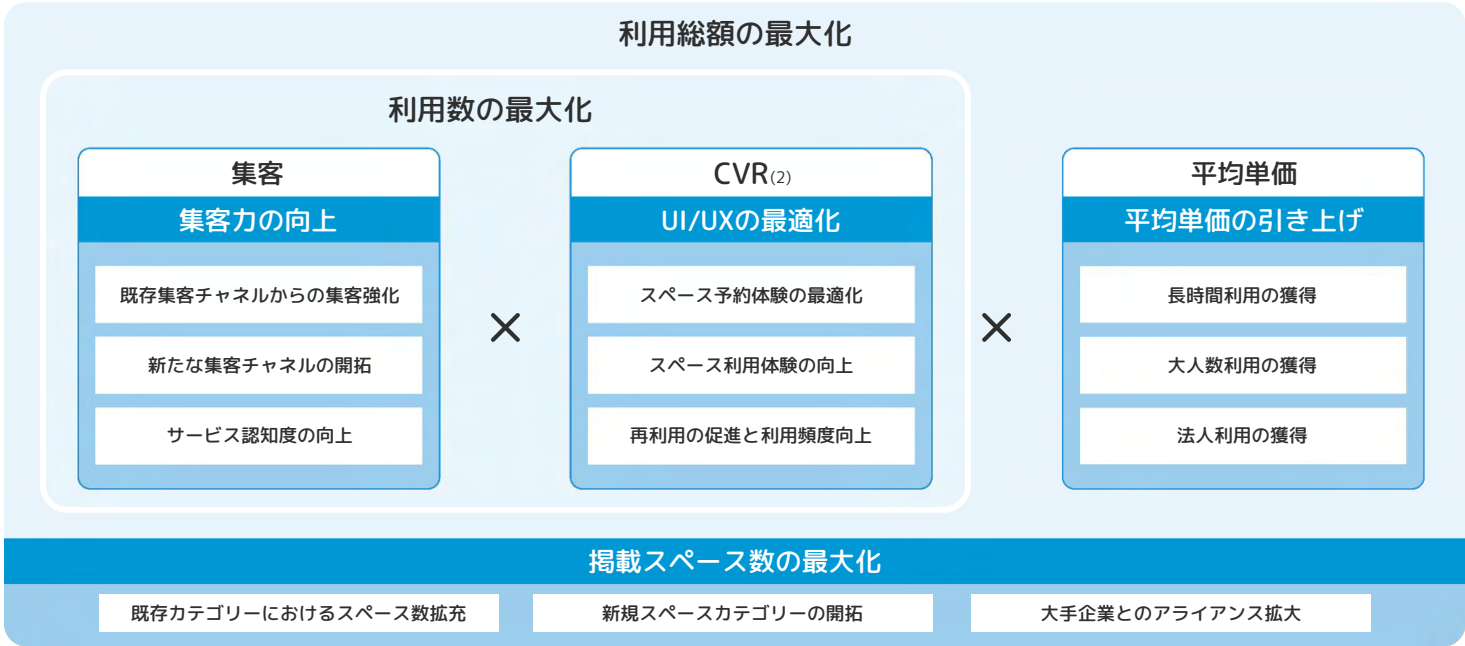 利用総額の最大化
利用数の最大化
集客
集客力の向上
既存集客チャネルからの集客強化
新たな集客チャネルの開拓
サービス認知度の向上
×
CVR(2)
UI/UXの最適化
スペース予約体験の最適化
スペース利用体験の向上
再利用の促進と利用頻度向上
×
平均単価
平均単価の引き上げ
長時間利用の獲得
大人数利用の獲得
法人利用の獲得
掲載スペース数の最大化
既存カテゴリーにおけるスペース数拡充
新規スペースカテゴリーの開拓
大手企業とのアライアンス拡大